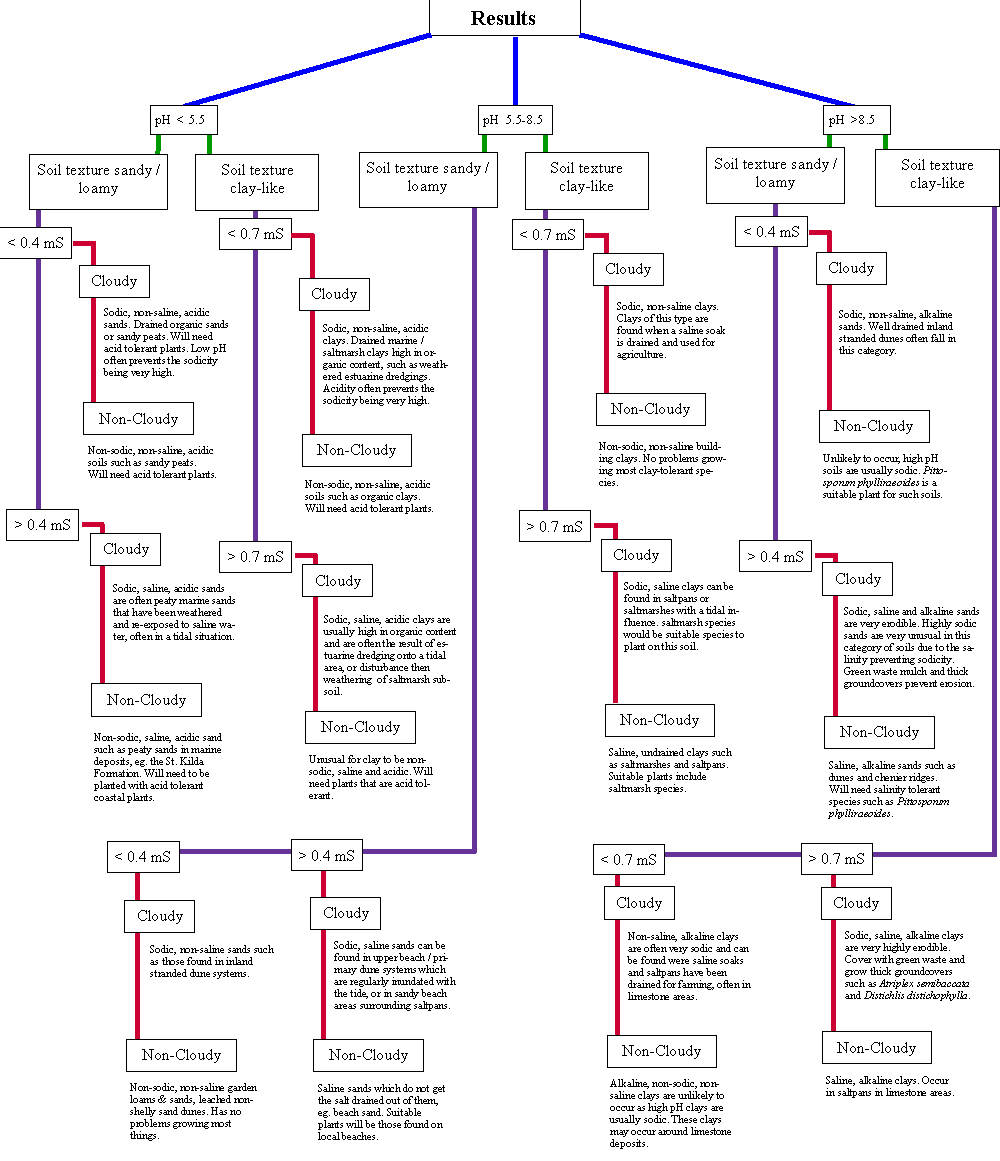 Results
pH < 5.5
Soil texture sandy /
loamy
Soil texture
clay-like
< 0.4 mS
Cloudy
Sodic, non-saline, acidic
sands. Drained organic sands
or sandy peats. Will need
acid tolerant plants. Low pH
often prevents the sodicity
being very high.
Non-Cloudy
Non-sodic, non-saline, acidic
soils such as sandy peats.
Will need acid tolerant plants.
> 0.4 mS
Cloudy
Sodic, saline, acidic sands
are often peaty marine sands
that have been weathered
and re-exposed to saline wa-
ter, often in a tidal situation.
Non-Cloudy
Non-sodic, saline, acidic sand
such as peaty sands in marine
deposits, eg. the St. Kilda
Formation. Will need to be
planted with acid tolerant
coastal plants.
< 0.7 mS
Cloudy
Sodic, non-saline, acidic
clays. Drained marine /
saltmarsh clays high in or-
ganic content, such as weath-
ered estuarine dredgings.
Acidity often prevents the
sodicity being very high.
Non-Cloudy
Non-sodic, non-saline, acidic
soils such as organic clays.
Will need acid tolerant plants.
> 0.7 mS
Cloudy
Sodic, saline, acidic clays are
usually high in organic content
and are often the result of es-
tuarine dredging onto a tidal
area, or disturbance then
weathering of saltmarsh sub-
soil.
Non-Cloudy
Unusual for clay to be non-
sodic, saline and acidic. Will
need plants that are acid tol-
erant.
pH 5.5-8.5
Soil texture sandy /
loamy
Soil texture
clay-like
< 0.4 mS
Cloudy
Sodic, non-saline sands such
as those found in inland
stranded dune systems.
Non-Cloudy
Non-sodic, non-saline garden
loams & sands, leached non-
shelly sand dunes. Has no
problems growing most
things.
> 0.4 mS
Cloudy
Sodic, saline sands can be
found in upper beach / pri-
mary dune systems which
are regularly inundated with
the tide, or in sandy beach
areas surrounding saltpans.
Non-Cloudy
Saline sands which do not get
the salt drained out of them,
eg. beach sand. Suitable
plants will be those found on
local beaches.
< 0.7 mS
Cloudy
Sodic, non-saline clays.
Clays of this type are
found when a saline soak
is drained and used for
agriculture.
Non-Cloudy
Non-sodic, non-saline build-
ing clays. No problems grow-
ing most clay-tolerant spe-
cies.
> 0.7 mS
Cloudy
Sodic, saline clays can be
found in saltpans or
saltmarshes with a tidal in-
fluence. saltmarsh species
would be suitable species to
plant on this soil.
Non-Cloudy
Saline, undrained clays such
as saltmarshes and saltpans.
Suitable plants include
saltmarsh species.
pH >8.5
Soil texture sandy /
loamy
Soil texture
clay-like
< 0.4 mS
Cloudy
Sodic, non-saline, alkaline
sands. Well drained inland
stranded dunes often fall in
this category.
Non-Cloudy
Unlikely to occur, high pH
soils are usually sodic. Pitto-
sporum phylliraeoides is a
suitable plant for such soils.
> 0.4 mS
Cloudy
Sodic, saline and alkaline sands
are very erodible. Highly sodic
sands are very unusual in this
category of soils due to the sa-
linity preventing sodicity.
Green waste mulch and thick
groundcovers prevent erosion.
Non-Cloudy
Saline, alkaline sands such as
dunes and chenier ridges.
Will need salinity tolerant
species such as Pittosporum
phylliraeoides.
< 0.7 mS
Cloudy
Non-saline, alkaline clays
are often very sodic and can
be found were saline soaks
and saltpans have been
drained for farming, often in
limestone areas.
Non-Cloudy
Alkaline, non-sodic, non-
saline clays are unlikely to
occur as high pH clays are
usually sodic. These clays
may occur around limestone
deposits.
> 0.7 mS
Cloudy
Sodic, saline, alkaline clays
are very highly erodible.
Cover with green waste and
grow thick groundcovers
such as Atriplex semibaccata
and Distichlis distichophylla.
Non-Cloudy
Saline, alkaline clays. Occur
in saltpans in limestone areas.